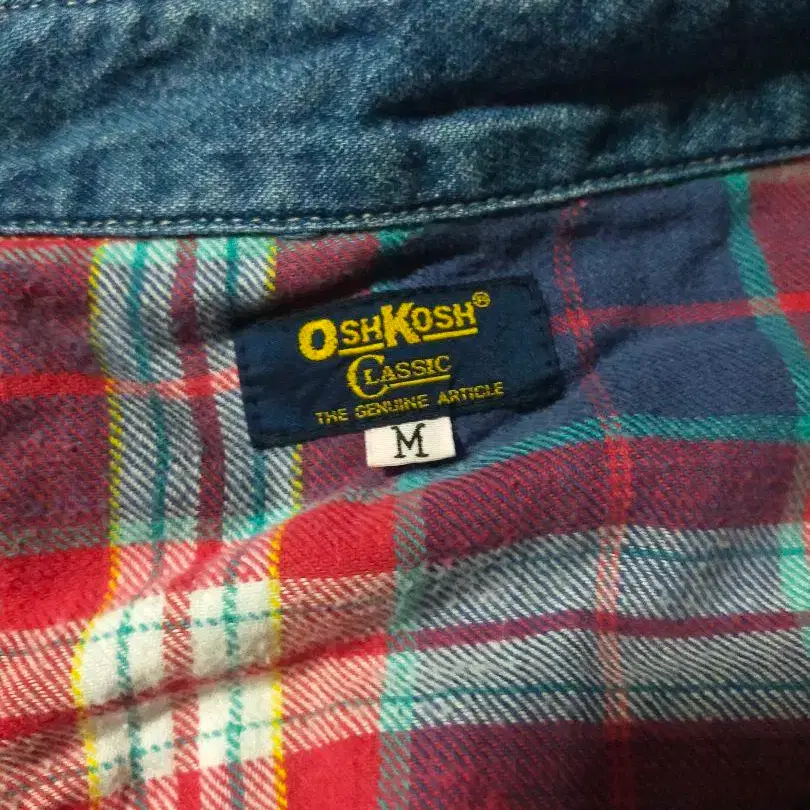 OSHKOSH®
CLASSIC
THE GENUINE ARTICLE
M